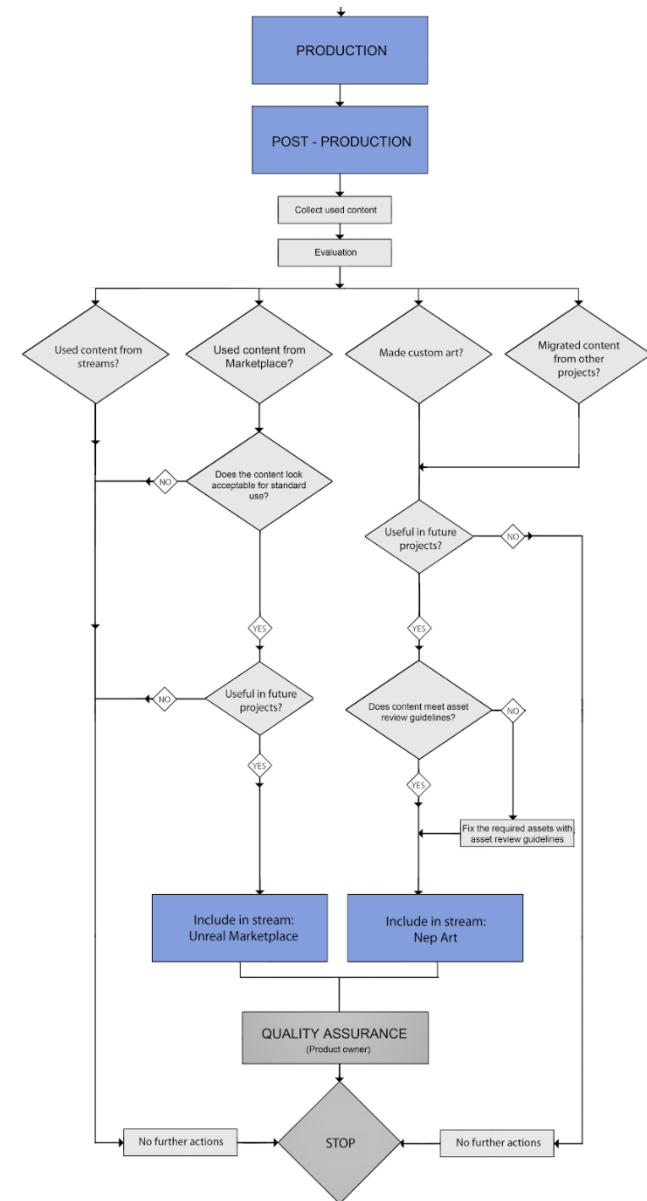 PRODUCTION
POST - PRODUCTION
Collect used content
Evaluation
Used content from
streams?
Used content from
Marketplace?
Made custom art?
Migrated content
from other
projects?
NO
Does the content look
acceptable for standard
use?
Useful in future
projects?
NO
YES
YES
NO
Useful in future
projects?
Does content meet asset
review guidelines?
NO
YES
YES
Fix the required assets with
asset review guidelines
Include in stream:
Unreal Marketplace
Include in stream:
Nep Art
QUALITY ASSURANCE
(Product owner)
No further actions
STOP
No further actions